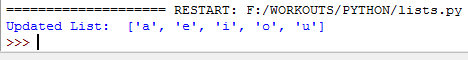 ==================== RESTART: F:/WORKOUTS/PYTHON/lists.py
Updated List:  ['a', 'e', 'i', 'o', 'u']
>>>